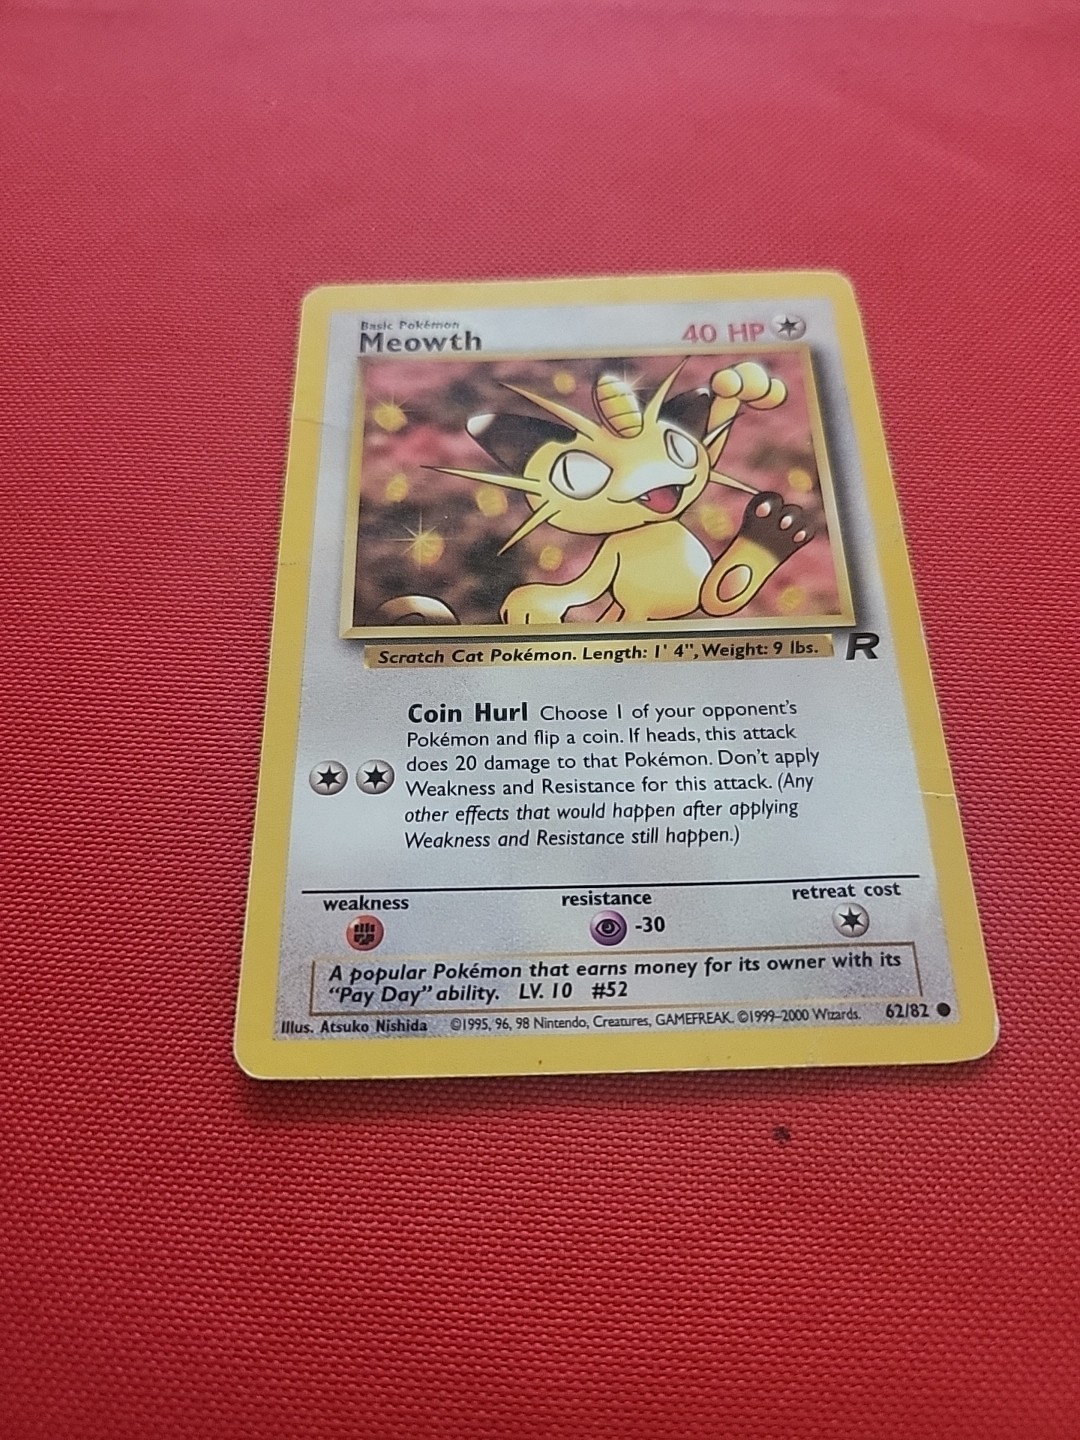 Basic Pokémon
Meowth
40 HP
Scratch Cat Pokémon. Length: 1' 4", Weight: 9 lbs.
R
Coin Hurl Choose 1 of your opponent's
Pokémon and flip a coin. If heads, this attack
does 20 damage to that Pokémon. Don't apply
Weakness and Resistance for this attack. (Any
other effects that would happen after applying
Weakness and Resistance still happen.)
weakness
resistance
retreat cost
-30
A popular Pokémon that earns money for its owner with its
"Pay Day" ability. LV. 10 #52
Illus. Atsuko Nishida ©1995, 96, 98 Nintendo, Creatures, GAMEFREAK. ©1999-2000 Wizards. 62/82